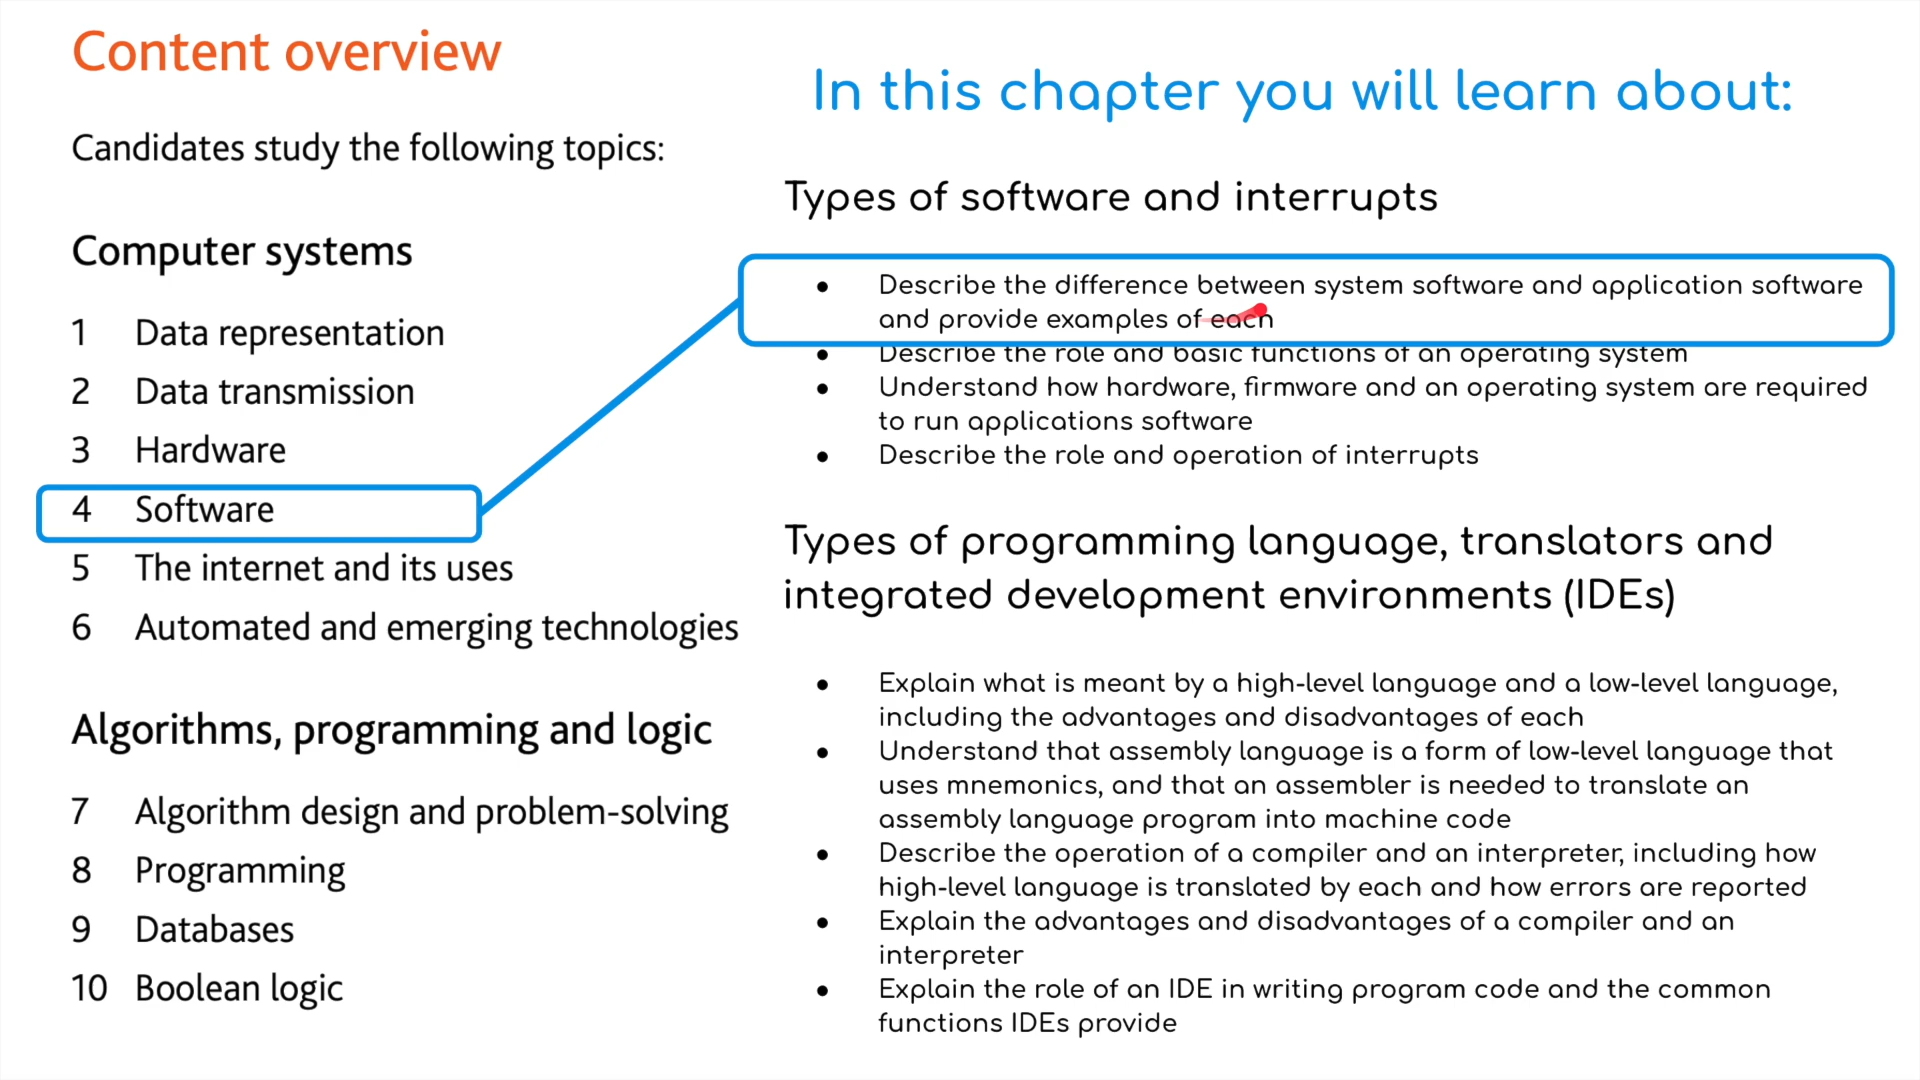 Content overview
Candidates study the following topics:
Computer systems
1 Data representation
2 Data transmission
3 Hardware
4 Software
5 The internet and its uses
6 Automated and emerging technologies
Algorithms, programming and logic
7 Algorithm design and problem-solving
8 Programming
9 Databases
10 Boolean logic
In this chapter you will learn about:
Types of software and interrupts
● Describe the difference between system software and application software
and provide examples of each
● Describe the role and basic functions of an operating system
● Understand how hardware, firmware and an operating system are required
to run applications software
● Describe the role and operation of interrupts
Types of programming language, translators and
integrated development environments (IDEs)
● Explain what is meant by a high-level language and a low-level language,
including the advantages and disadvantages of each
● Understand that assembly language is a form of low-level language that
uses mnemonics, and that an assembler is needed to translate an
assembly language program into machine code
● Describe the operation of a compiler and an interpreter, including how
high-level language is translated by each and how errors are reported
● Explain the advantages and disadvantages of a compiler and an
interpreter
● Explain the role of an IDE in writing program code and the common
functions IDEs provide